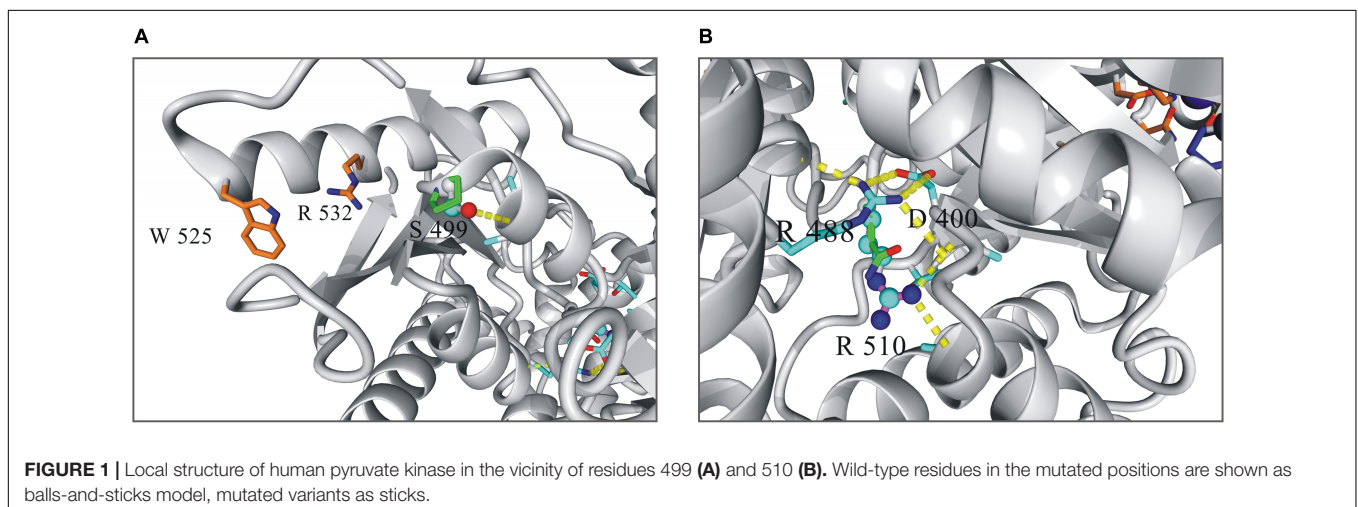 A
B
W 525
R 532
S 499
R 488
D 400
R 510
FIGURE 1 | Local structure of human pyruvate kinase in the vicinity of residues 499 (A) and 510 (B). Wild-type residues in the mutated positions are shown as
balls-and-sticks model, mutated variants as sticks.